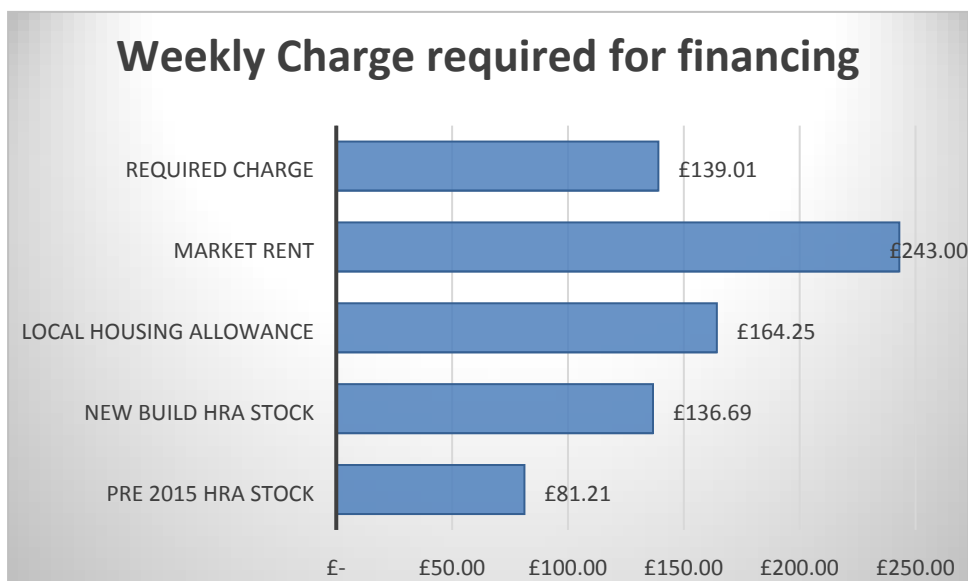 Weekly Charge required for financing
REQUIRED CHARGE
£139.01
MARKET RENT
£243.00
LOCAL HOUSING ALLOWANCE
£164.25
NEW BUILD HRA STOCK
£136.69
PRE 2015 HRA STOCK
£81.21
£- £50.00 £100.00 £150.00 £200.00 £250.00